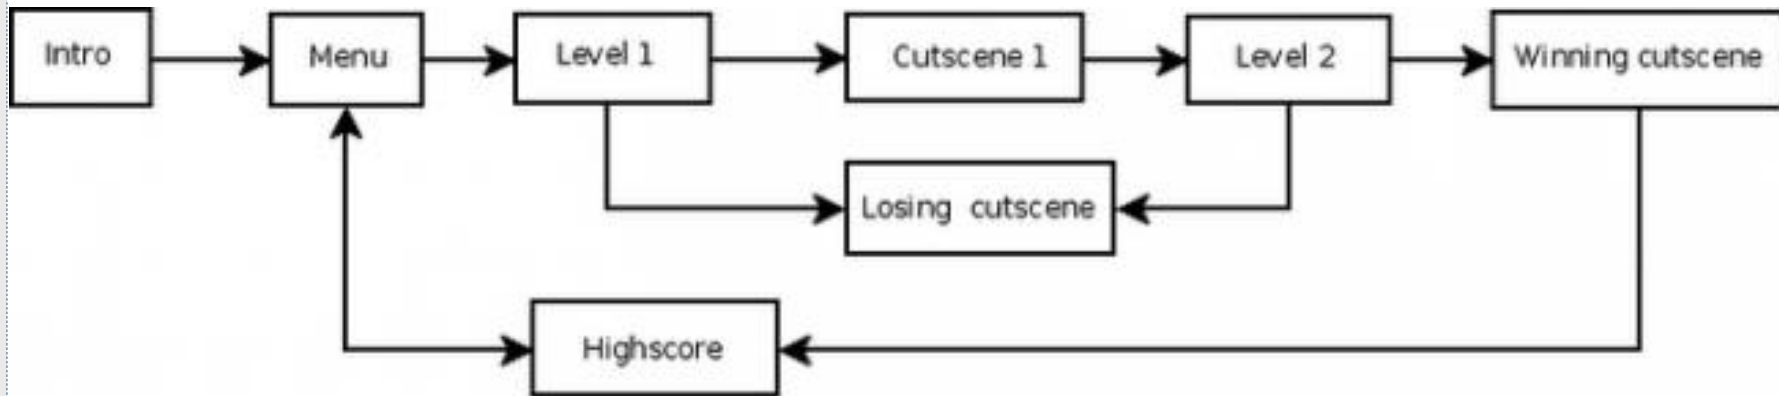 Intro
Menu
Level 1
Cutscene 1
Level 2
Winning cutscene
Losing cutscene
Highscore